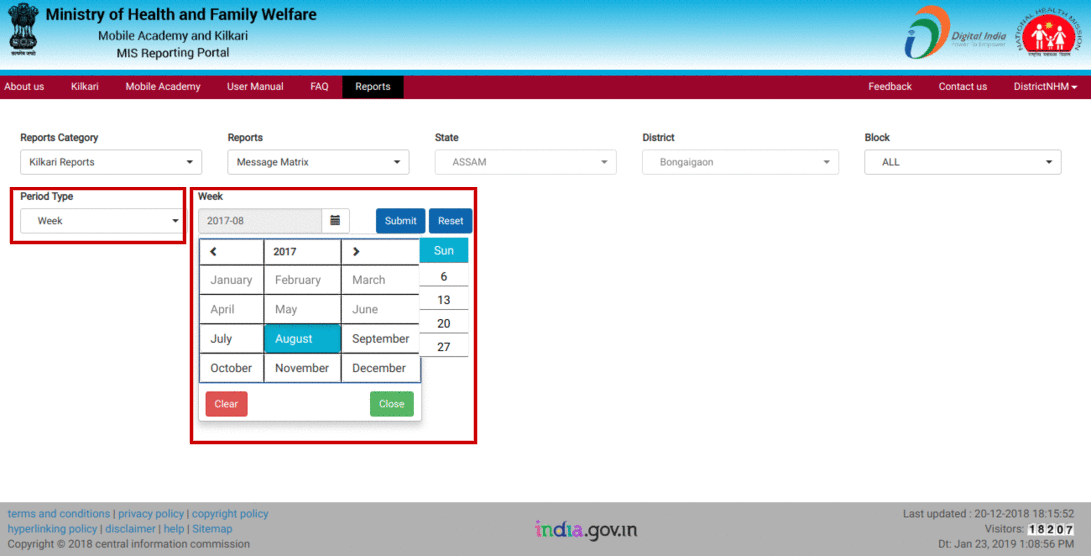 Ministry of Health and Family Welfare
Mobile Academy and Kilkari
MIS Reporting Portal
Digital India
Power To Empower
NATIONAL HEALTH MISSION
About us Kilkari Mobile Academy User Manual FAQ Reports Feedback Contact us DistrictNHM
Reports Category Reports State District Block
Kilkari Reports Message Matrix ASSAM Bongaigaon ALL
Period Type Week
Week 2017-08 Submit Reset
2017 Sun
January February March 6
April May June 13
July August September 20
October November December 27
Clear Close
terms and conditions | privacy policy | copyright policy
hyperlinking policy | disclaimer | help | Sitemap
Copyright © 2018 central information commission
india.gov.in
Last updated : 20-12-2018 18:15:52
Visitors: 18207
Dt: Jan 23, 2019 1:08:56 PM